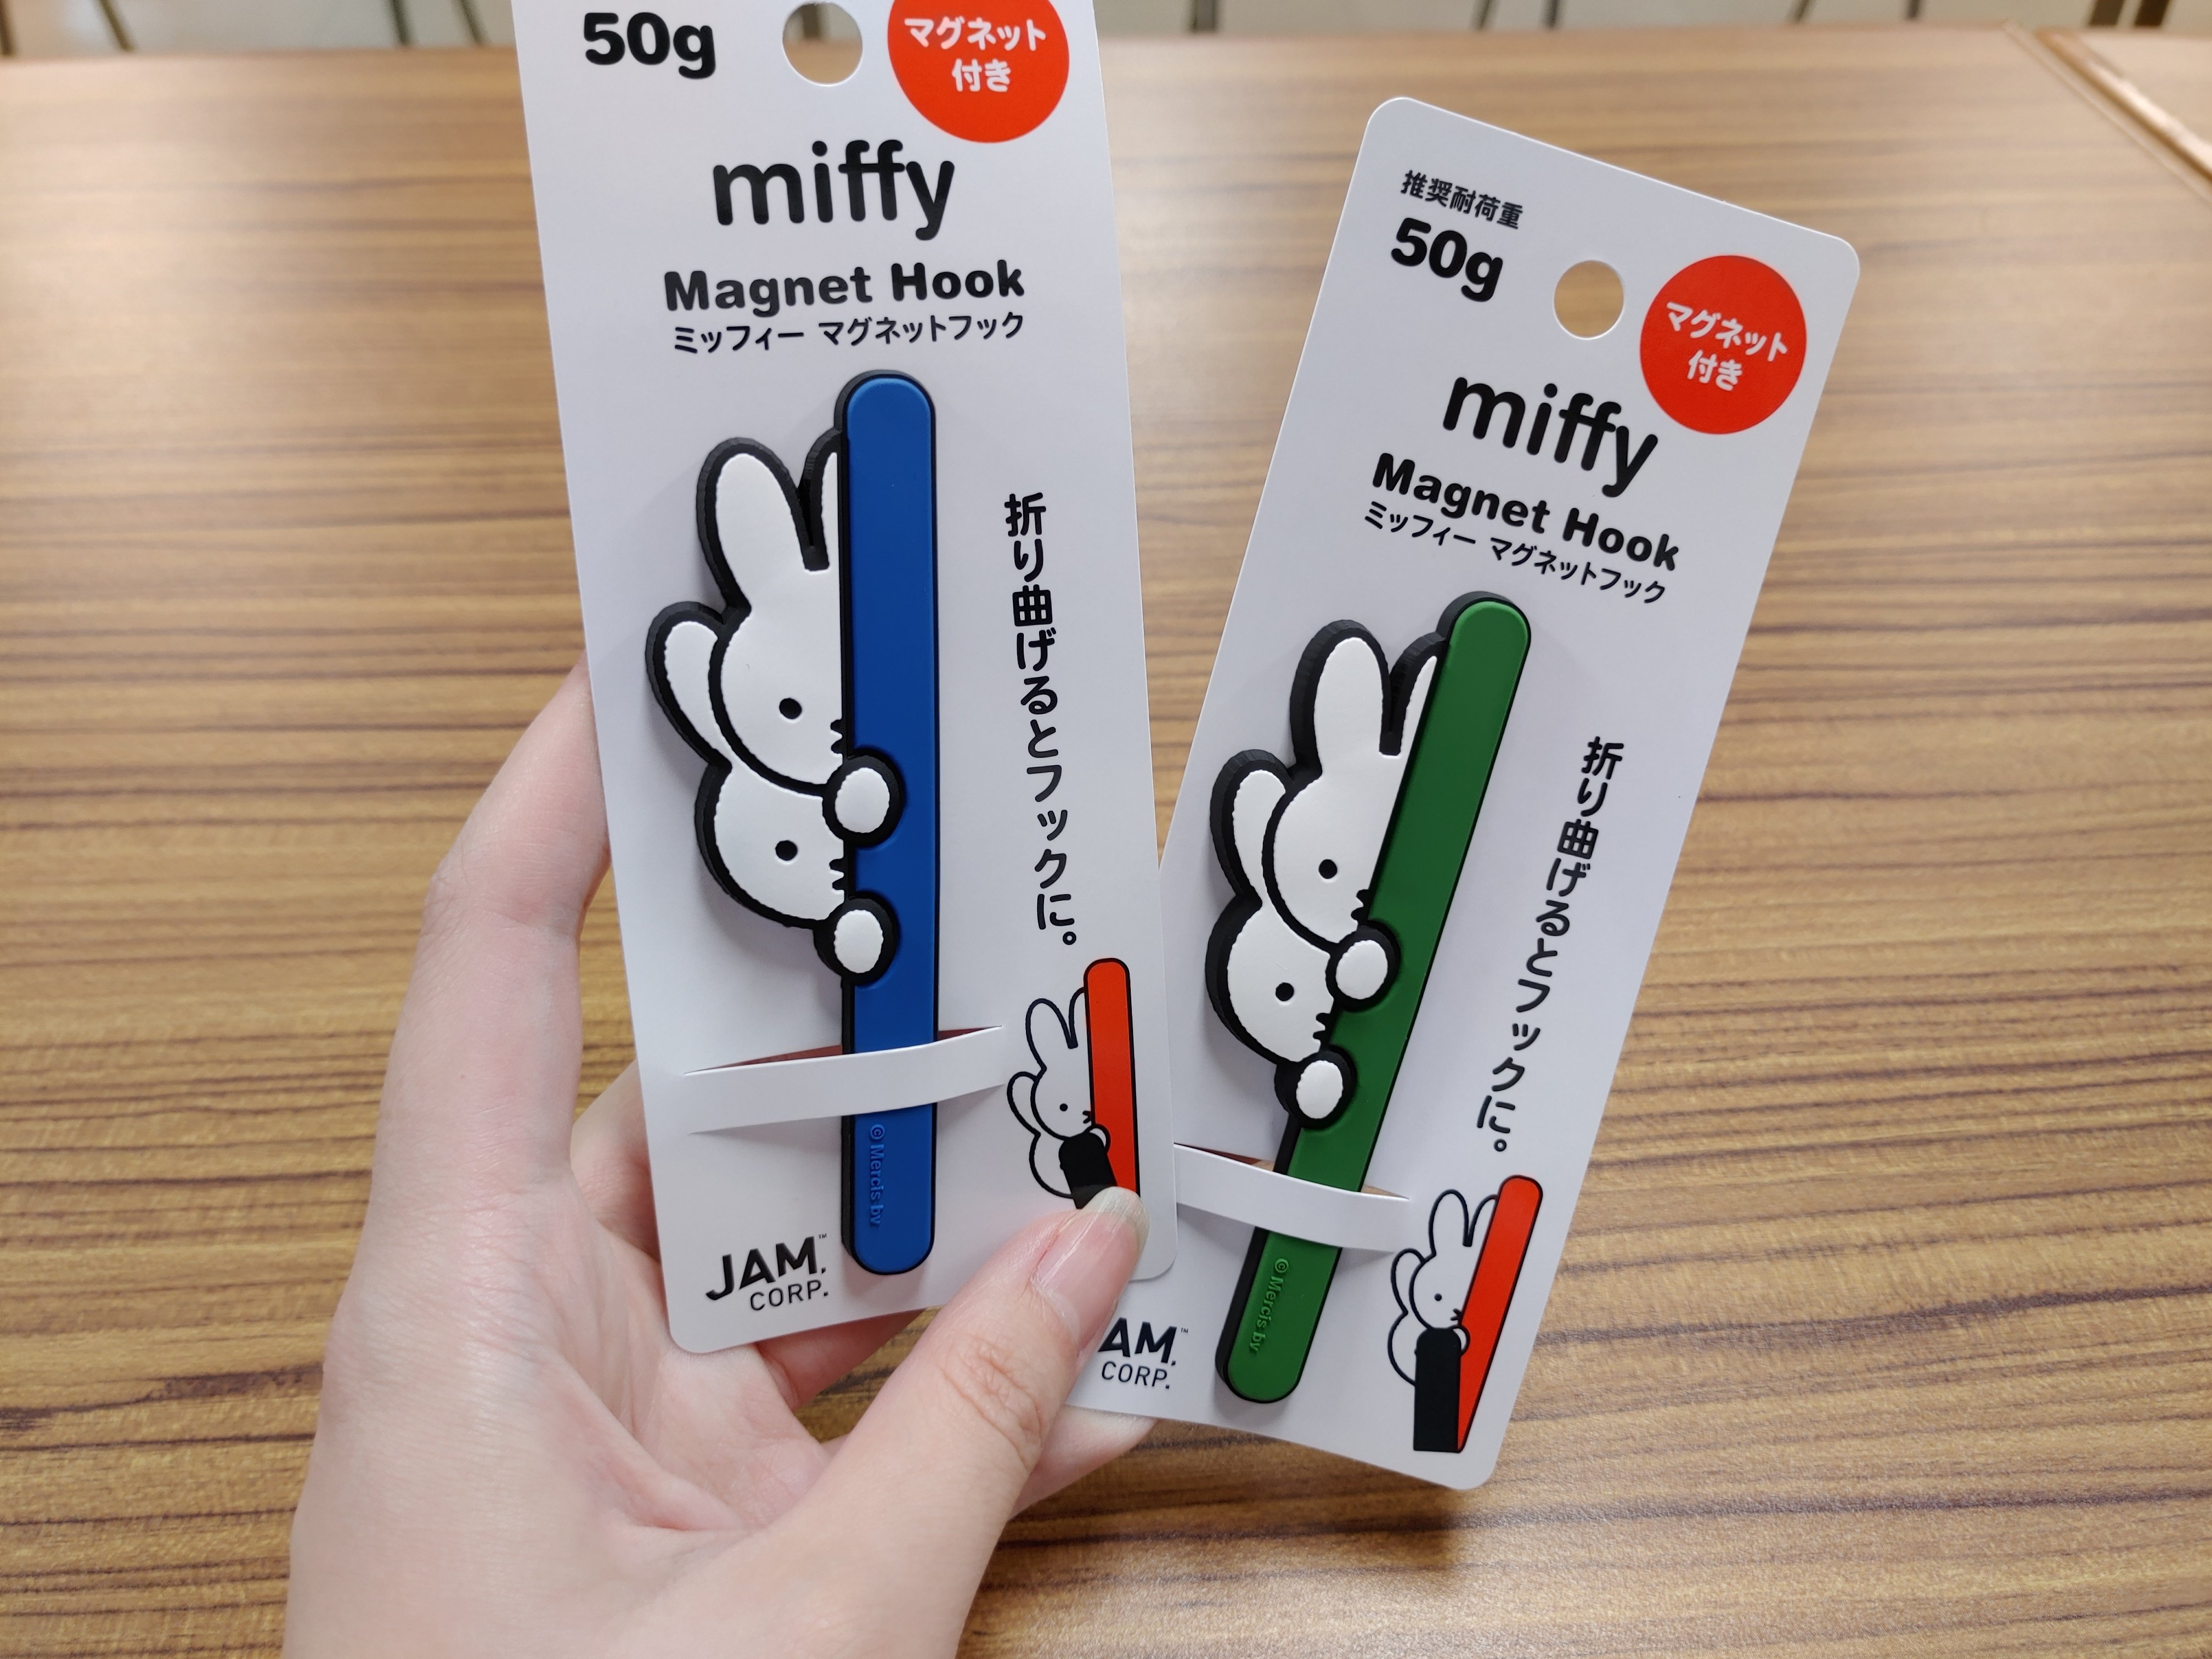 50g
マグネット
付き
miffy
Magnet Hook
ミッフィー マグネットフック
折り曲げるとフックに。
© Mercis bv
JAM.™
CORP.
推奨耐荷重
50g
マグネット
付き
miffy
Magnet Hook
ミッフィー マグネットフック
折り曲げるとフックに。
© Mercis bv
AM.™
CORP.